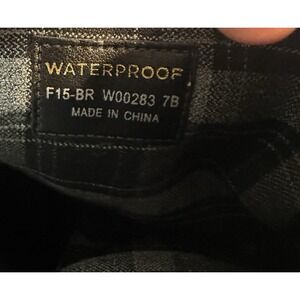 WATERPROOF
F15-BR W00283 7B
MADE IN CHINA